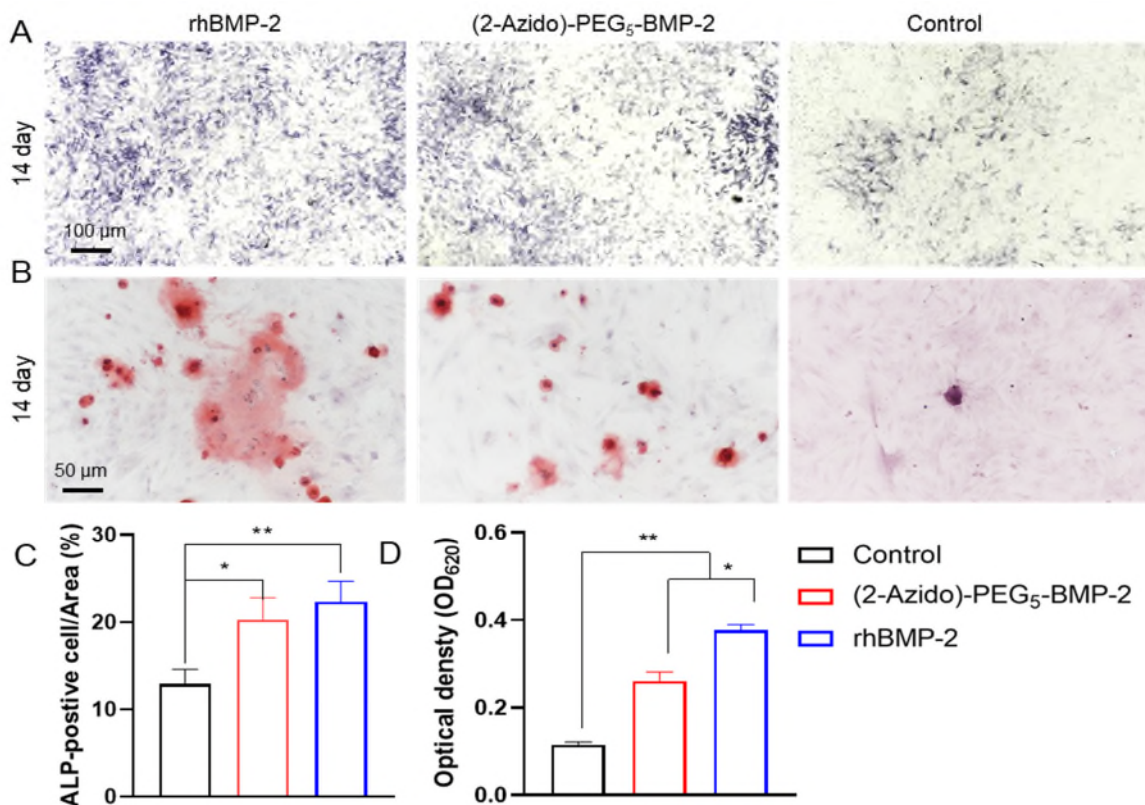 A
rhBMP-2
(2-Azido)-PEG₅-BMP-2
Control
14 day
100 µm
B
14 day
50 µm
C
ALP-postive cell/Area (%)
30
20
10
0
*
**
D
Optical densty (OD₆₂₀)
0.6
0.4
0.2
0.0
**
*
Control
(2-Azido)-PEG₅-BMP-2
rhBMP-2